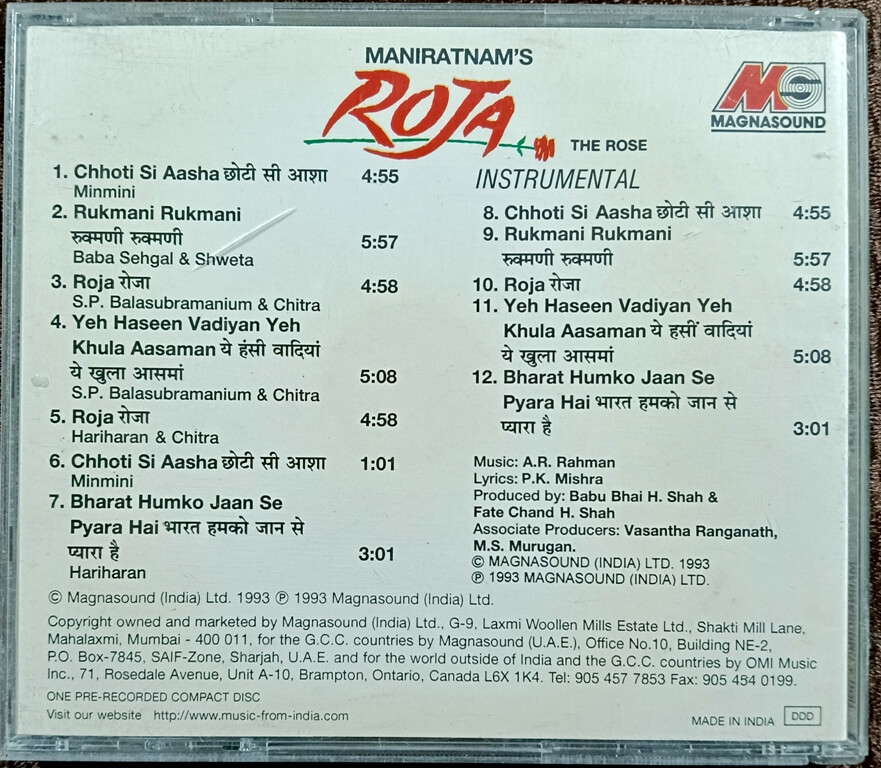 MANIRATNAM'S
ROJA
THE ROSE
MG
MAGNASOUND
1. Chhoti Si Aasha छोटी सी आशा 4:55
Minmini
2. Rukmani Rukmani
रुक्मणी रुक्मणी 5:57
Baba Sehgal & Shweta
3. Roja रोजा 4:58
S.P. Balasubramanium & Chitra
4. Yeh Haseen Vadiyan Yeh
Khula Aasaman ये हंसी वादियां
ये खुला आसमां 5:08
S.P. Balasubramanium & Chitra
5. Roja रोजा 4:58
Hariharan & Chitra
6. Chhoti Si Aasha छोटी सी आशा 1:01
Minmini
7. Bharat Humko Jaan Se
Pyara Hai भारत हमको जान से
प्यारा है 3:01
Hariharan
INSTRUMENTAL
8. Chhoti Si Aasha छोटी सी आशा 4:55
9. Rukmani Rukmani
रुक्मणी रुक्मणी 5:57
10. Roja रोजा 4:58
11. Yeh Haseen Vadiyan Yeh
Khula Aasaman ये हसीं वादियां
ये खुला आसमां 5:08
12. Bharat Humko Jaan Se
Pyara Hai भारत हमको जान से
प्यारा है 3:01
Music: A.R. Rahman
Lyrics: P.K. Mishra
Produced by: Babu Bhai H. Shah &
Fate Chand H. Shah
Associate Producers: Vasantha Ranganath,
M.S. Murugan.
© MAGNASOUND (INDIA) LTD. 1993
℗ 1993 MAGNASOUND (INDIA) LTD.
© Magnasound (India) Ltd. 1993 ℗ 1993 Magnasound (India) Ltd.
Copyright owned and marketed by Magnasound (India) Ltd., G-9, Laxmi Woollen Mills Estate Ltd., Shakti Mill Lane,
Mahalaxmi, Mumbai - 400 011, for the G.C.C. countries by Magnasound (U.A.E.), Office No.10, Building NE-2,
P.O. Box-7845, SAIF-Zone, Sharjah, U.A.E. and for the world outside of India and the G.C.C. countries by OMI Music
Inc., 71, Rosedale Avenue, Unit A-10, Brampton, Ontario, Canada L6X 1K4. Tel: 905 457 7853 Fax: 905 454 0199.
ONE PRE-RECORDED COMPACT DISC
Visit our website http://www.music-from-india.com
MADE IN INDIA DDD